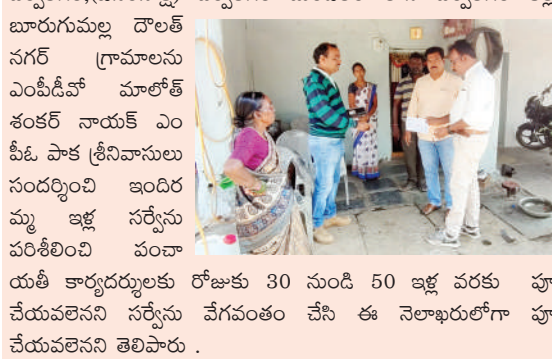 బూరుగుమల్ల దౌలత్
నగర్ గ్రామాలను
ఎంపీడీవో మాలోత్
శంకర్ నాయక్ ఎం
పీఓ పాక శ్రీనివాసులు
సందర్శించి ఇందిర
మ్మ ఇళ్ల సర్వేను
పరిశీలించి పంచా
యతీ కార్యదర్శులకు రోజుకు 30 నుండి 50 ఇళ్ల వరకు
చేయవలెనని సర్వేను వేగవంతం చేసి ఈ నెలాఖరులోగా
చేయవలెనని తెలిపారు .